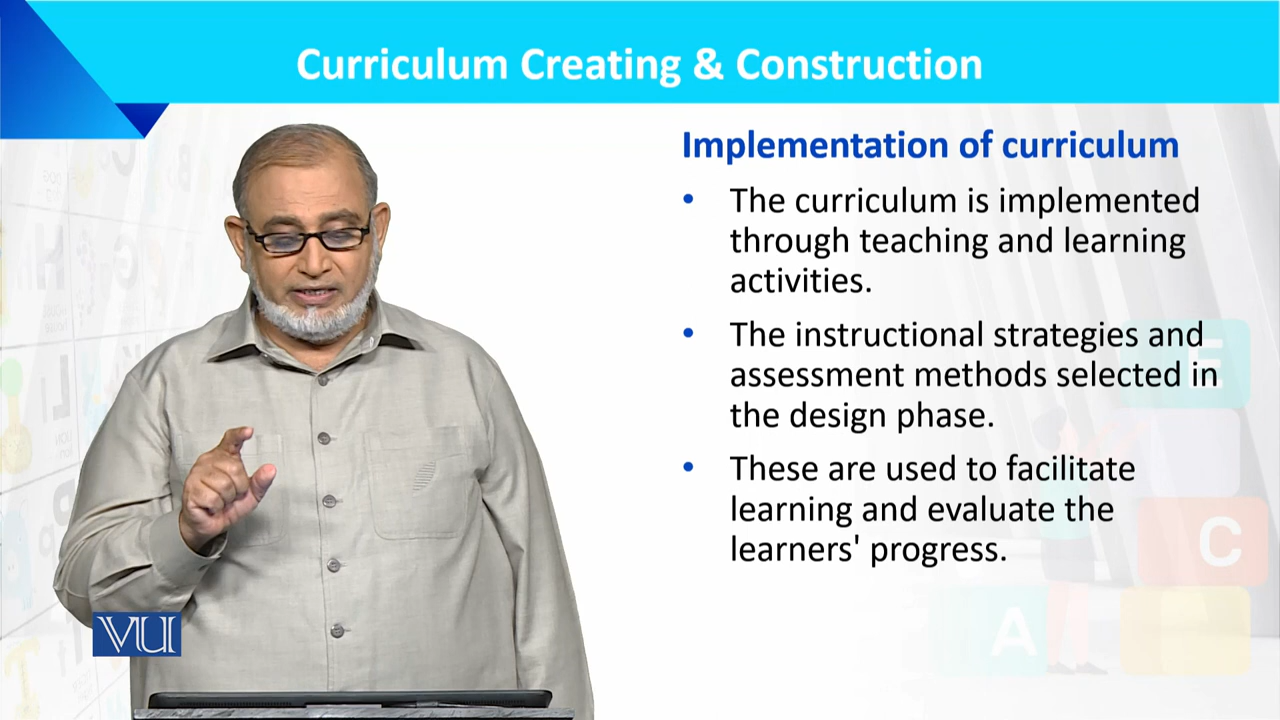 Curriculum Creating & Construction
Implementation of curriculum
• The curriculum is implemented
through teaching and learning
activities.
• The instructional strategies and
assessment methods selected in
the design phase.
• These are used to facilitate
learning and evaluate the
learners' progress.
VU
E
C
A